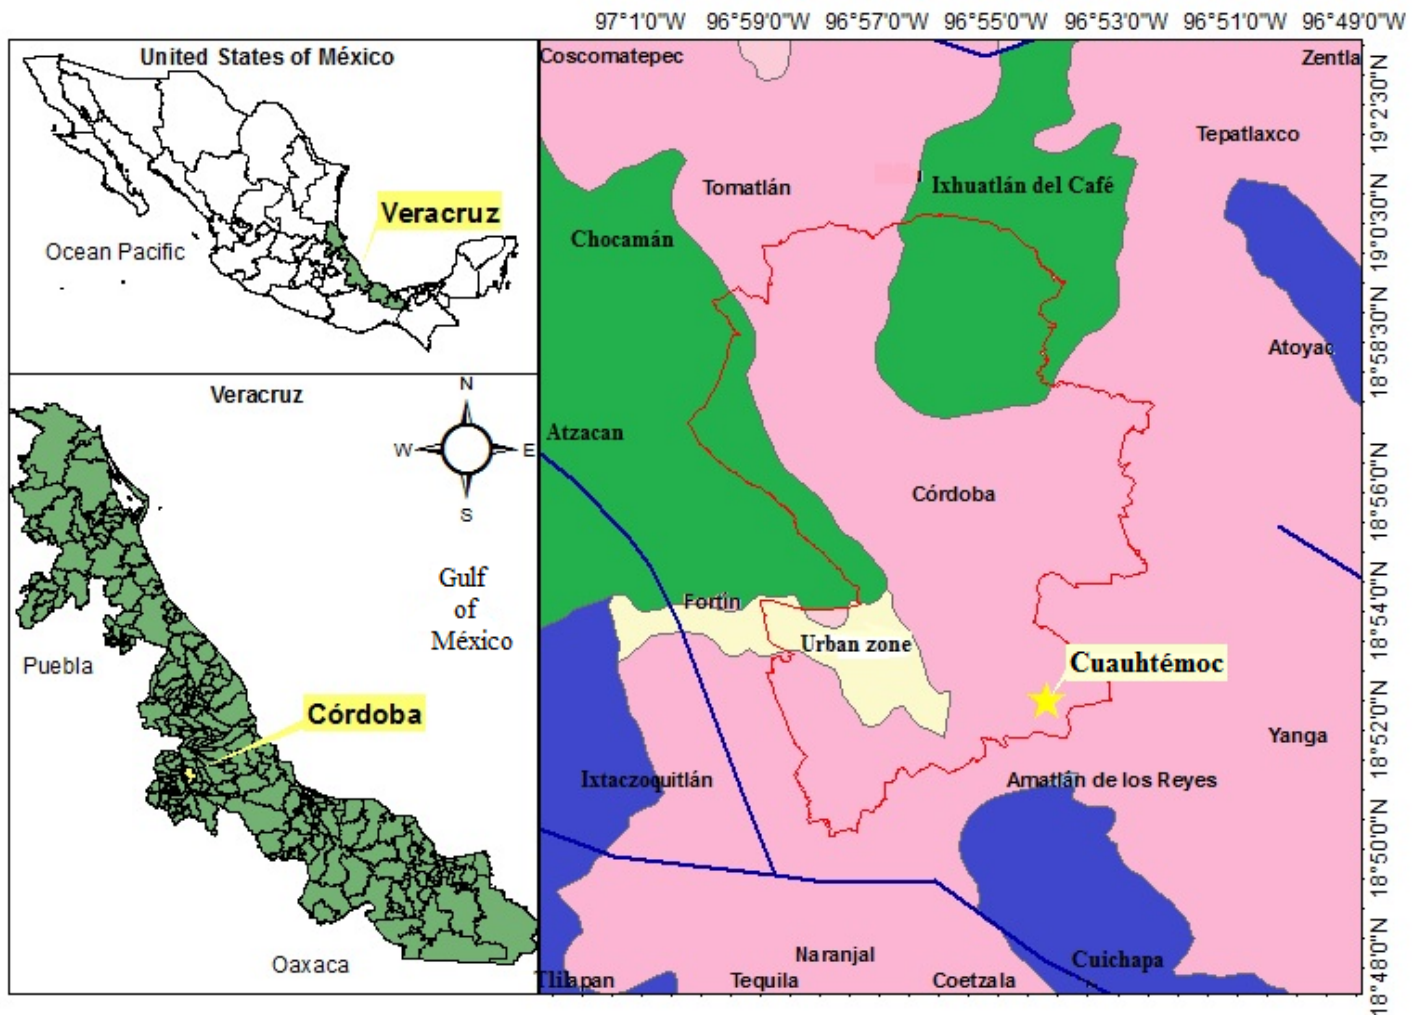 97°1'0"W 96°59'0"W 96°57'0"W 96°55'0"W 96°53'0"W 96°51'0"W 96°49'0"W
United States of México
Veracruz
Ocean Pacific
Veracruz
N
W E
S
Gulf
of
México
Puebla
Córdoba
Oaxaca
Coscomatepec
Zentla
Tepatlaxco
Tomatlán
Ixhuatlán del Café
Chocamán
Atoyac
Atzacan
Córdoba
Fortín
Urban zone
Cuauhtémoc
Yanga
Ixtaczoquitlán
Amatlán de los Reyes
Naranjal
Cuichapa
Tlilapan
Tequila
Coetzala
19°2'30"N
19°0'30"N
18°58'30"N
18°56'0"N
18°54'0"N
18°52'0"N
18°50'0"N
18°48'0"N